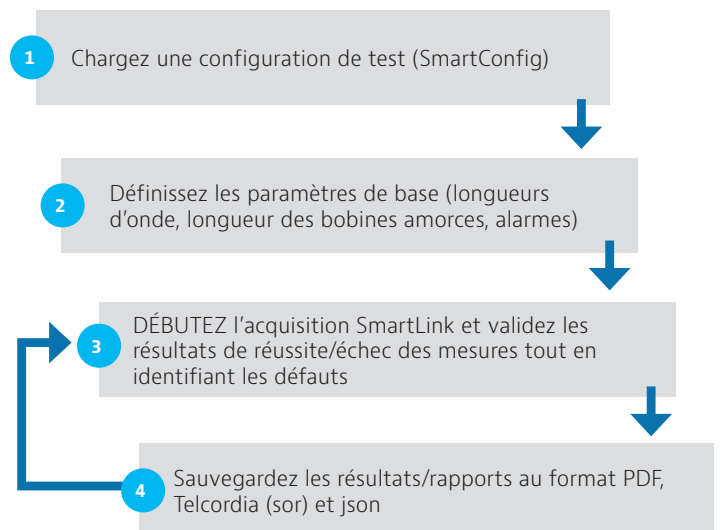 1
Chargez une configuration de test (SmartConfig)
2
Définissez les paramètres de base (longueurs
d'onde, longueur des bobines amorces, alarmes)
3
DÉBUTEZ l'acquisition SmartLink et validez les
résultats de réussite/échec des mesures tout en
identifiant les défauts
4
Sauvegardez les résultats/rapports au format PDF,
Telcordia (sor) et json